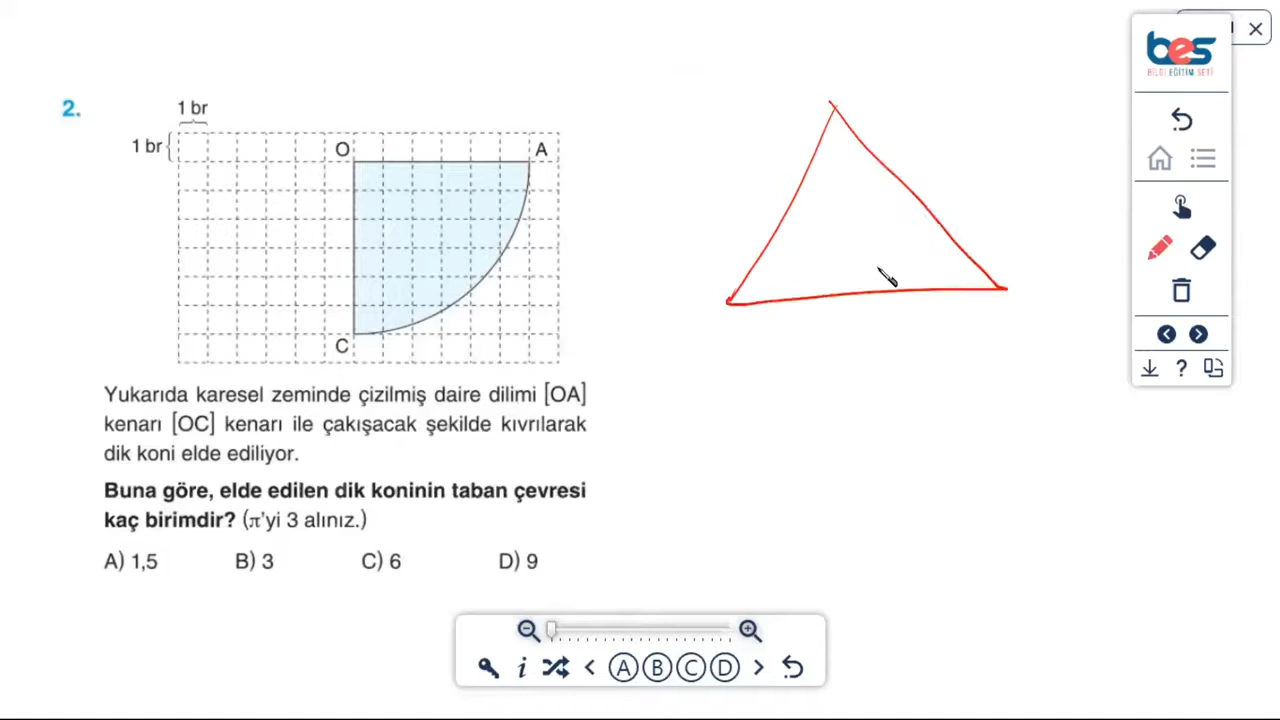 bes
BİLGİ EĞİTİM SETİ
2.
1 br
1 br
O
A
C
Yukarıda karesel zeminde çizilmiş daire dilimi [OA]
kenarı [OC] kenarı ile çakışacak şekilde kıvrılarak
dik koni elde ediliyor.
Buna göre, elde edilen dik koninin taban çevresi
kaç birimdir? (π'yi 3 alınız.)
A) 1,5 B) 3 C) 6 D) 9
?
i A B C D